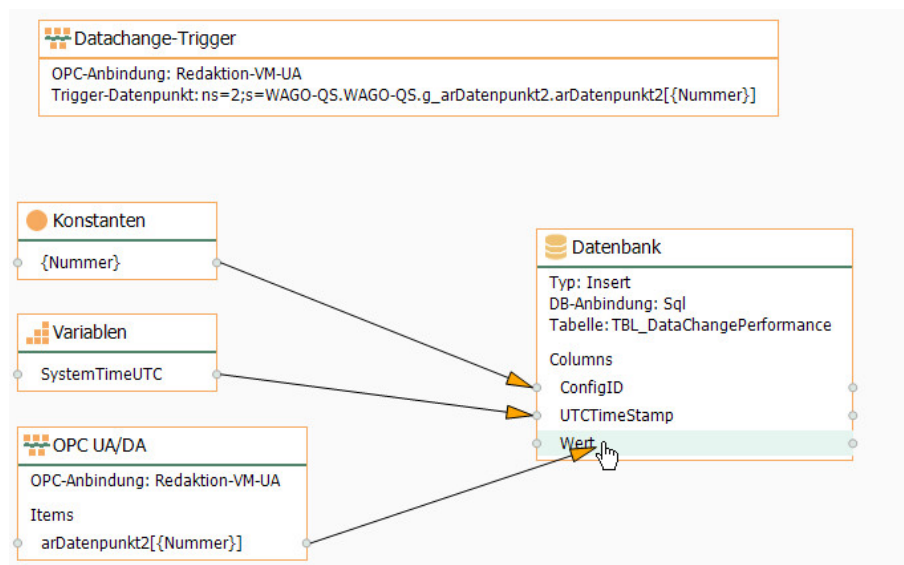 Datachange-Trigger
OPC-Anbindung: Redaktion-VM-UA
Trigger-Datenpunkt: ns=2;s=WAGO-QS.WAGO-QS.g_arDatenpunkt2.arDatenpunkt2[{Nummer}]
Konstanten
{Nummer}
Variablen
SystemTimeUTC
OPC UA/DA
OPC-Anbindung: Redaktion-VM-UA
Items
arDatenpunkt2[{Nummer}]
Datenbank
Typ: Insert
DB-Anbindung: Sql
Tabelle: TBL_DataChangePerformance
Columns
ConfigID
UTCTimeStamp
Wert